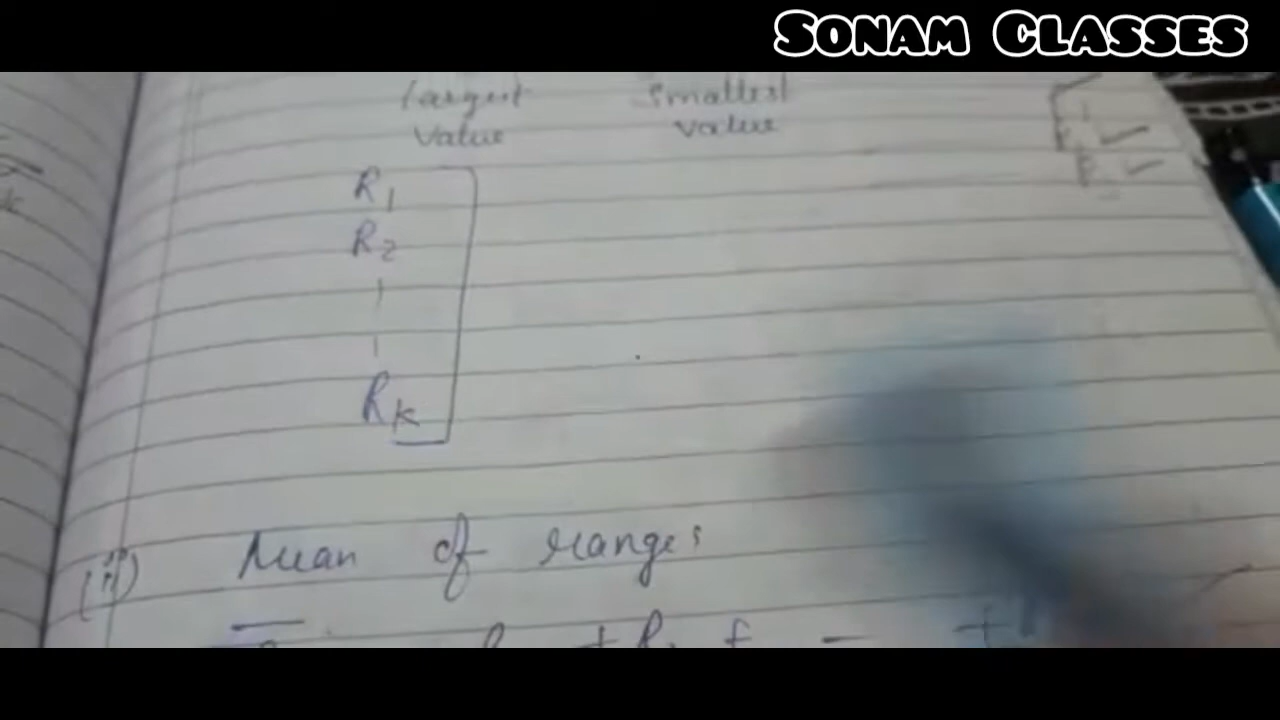 SONAM CLASSES
largest smallest
value value
R1
R2
|
|
Rk
(ii) Mean of range: